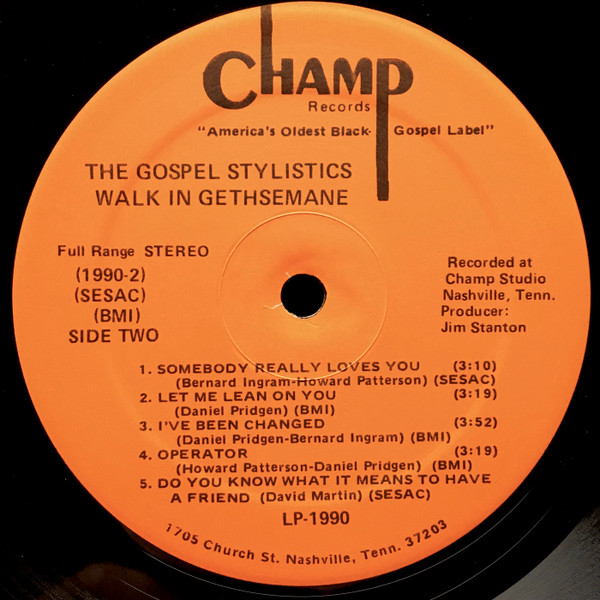 CHAMP
Records
"America's Oldest Black Gospel Label"
THE GOSPEL STYLISTICS
WALK IN GETHSEMANE
Full Range STEREO
(1990-2)
(SESAC)
(BMI)
SIDE TWO
Recorded at
Champ Studio
Nashville, Tenn.
Producer:
Jim Stanton
1. SOMEBODY REALLY LOVES YOU (3:10)
(Bernard Ingram-Howard Patterson) (SESAC)
2. LET ME LEAN ON YOU (3:19)
(Daniel Pridgen) (BMI)
3. I'VE BEEN CHANGED (3:52)
(Daniel Pridgen-Bernard Ingram) (BMI)
4. OPERATOR (3:19)
(Howard Patterson-Daniel Pridgen) (BMI)
5. DO YOU KNOW WHAT IT MEANS TO HAVE
A FRIEND (David Martin) (SESAC)
LP-1990
1705 Church St. Nashville, Tenn. 37203